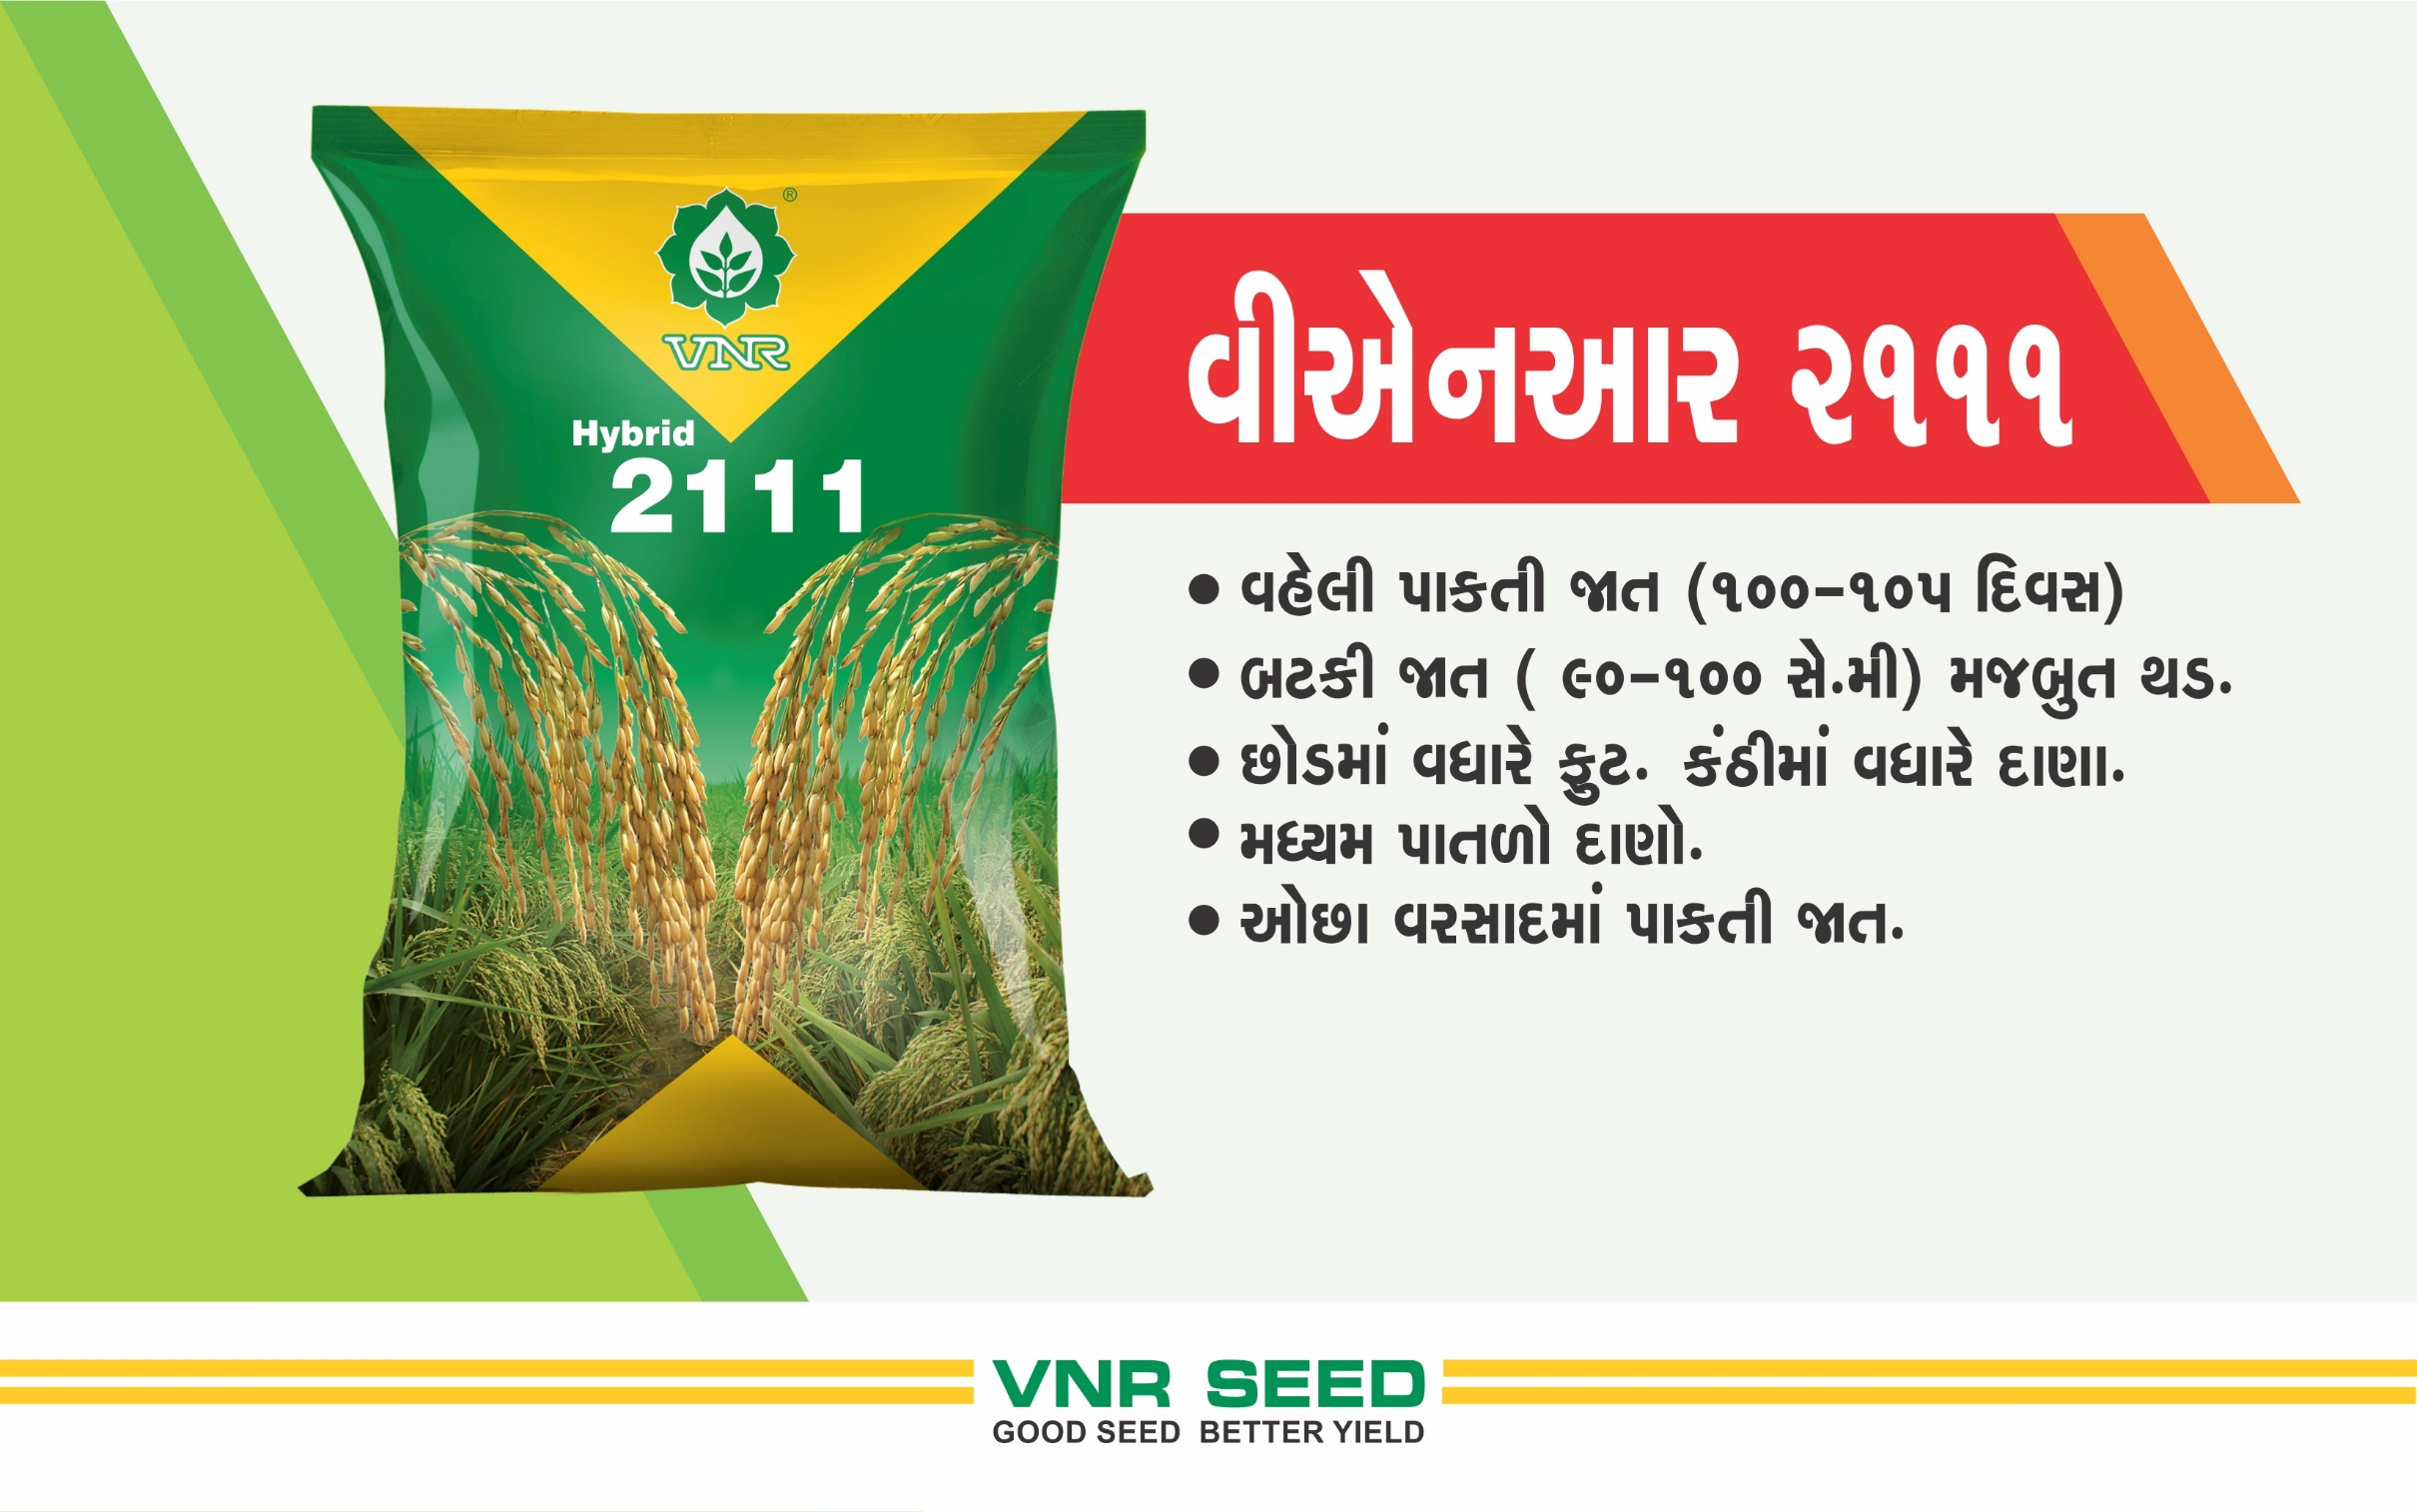 ®
VNR
Hybrid
2111
વીએનઆર ૨૧૧૧
• વહેલી પાકતી જાત (૧૦૦-૧૦૫ દિવસ)
• બટકી જાત ( ૯૦-૧૦૦ સે.મી) મજબુત થડ.
• છોડમાં વધારે ફુટ. કંઠીમાં વધારે દાણા.
• મધ્યમ પાતળો દાણો.
• ઓછા વરસાદમાં પાકતી જાત.
VNR SEED
GOOD SEED BETTER YIELD